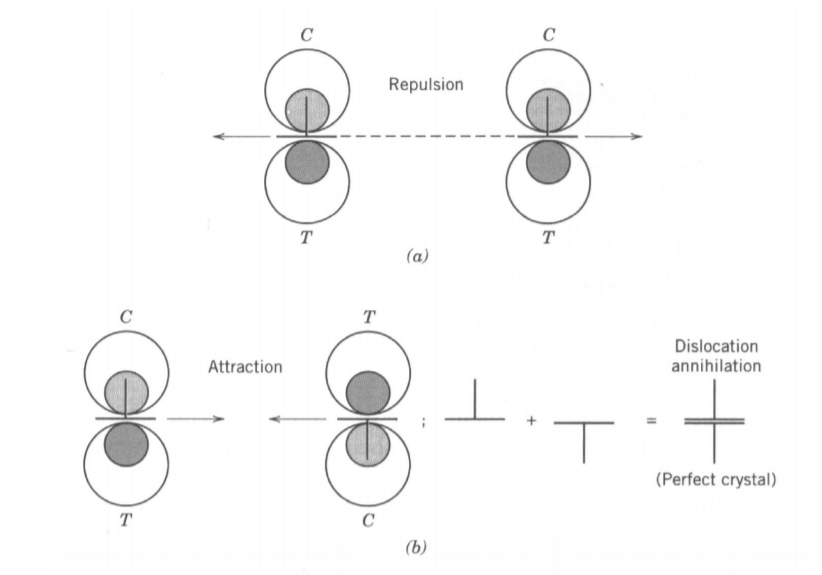 C C
Repulsion
T T
(a)
C T
Attraction
Dislocation
annihilation
; + =
(Perfect crystal)
T C
(b)